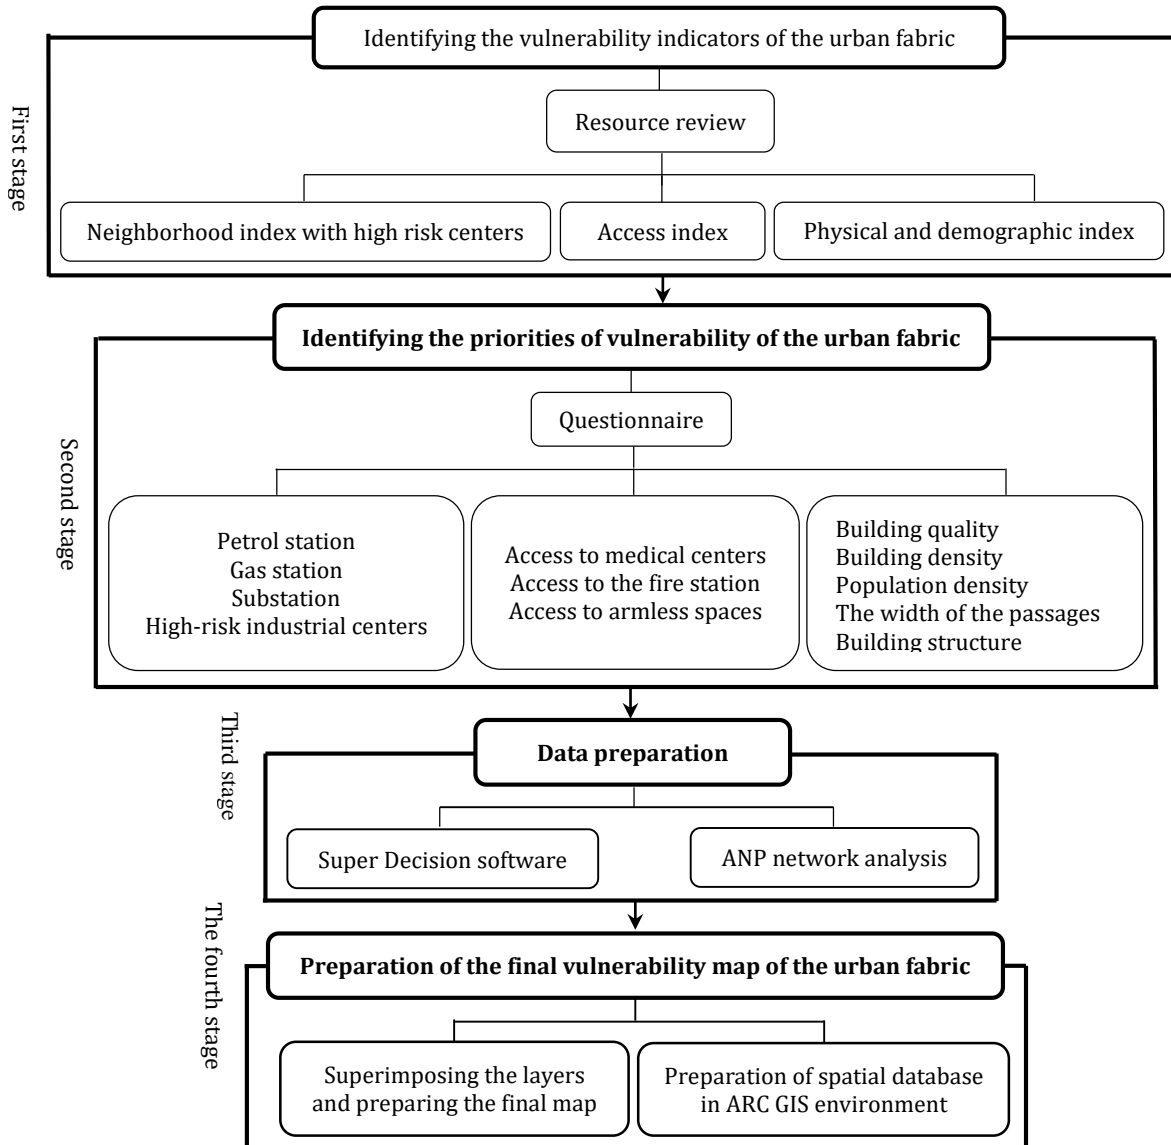 Identifying the vulnerability indicators of the urban fabric
First stage
Resource review
Neighborhood index with high risk centers
Access index
Physical and demographic index
Identifying the priorities of vulnerability of the urban fabric
Second stage
Questionnaire
Petrol station
Gas station
Substation
High-risk industrial centers
Access to medical centers
Access to the fire station
Access to armless spaces
Building quality
Building density
Population density
The width of the passages
Building structure
Third stage
Data preparation
Super Decision software
ANP network analysis
The fourth stage
Preparation of the final vulnerability map of the urban fabric
Superimposing the layers
and preparing the final map
Preparation of spatial database
in ARC GIS environment